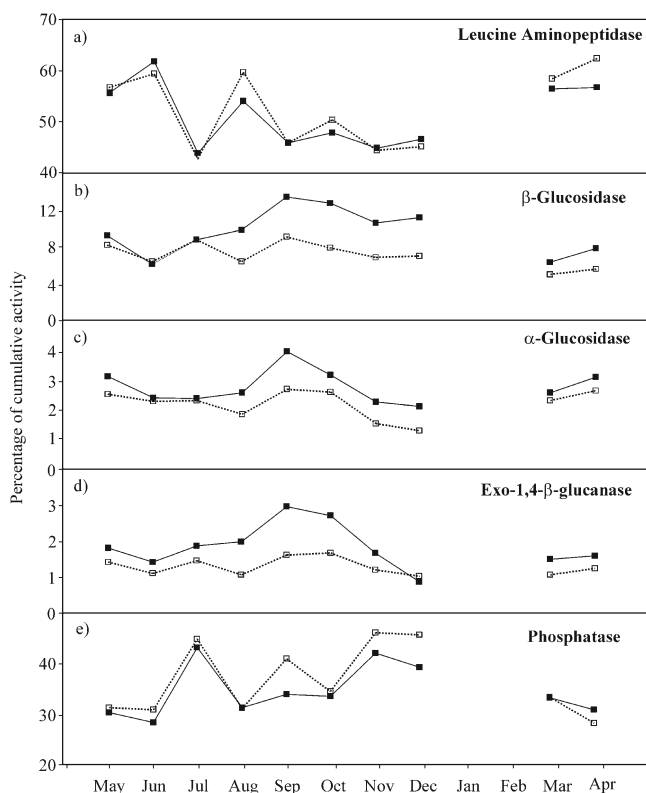 70
a)
Leucine Aminopeptidase
60
50
40
b)
β-Glucosidase
12
8
4
0
c)
α-Glucosidase
4
3
2
1
0
d)
Exo-1,4-β-glucanase
3
2
1
0
e)
Phosphatase
40
30
20
Percentage of cumulative activity
May Jun Jul Aug Sep Oct Nov Dec Jan Feb Mar Apr